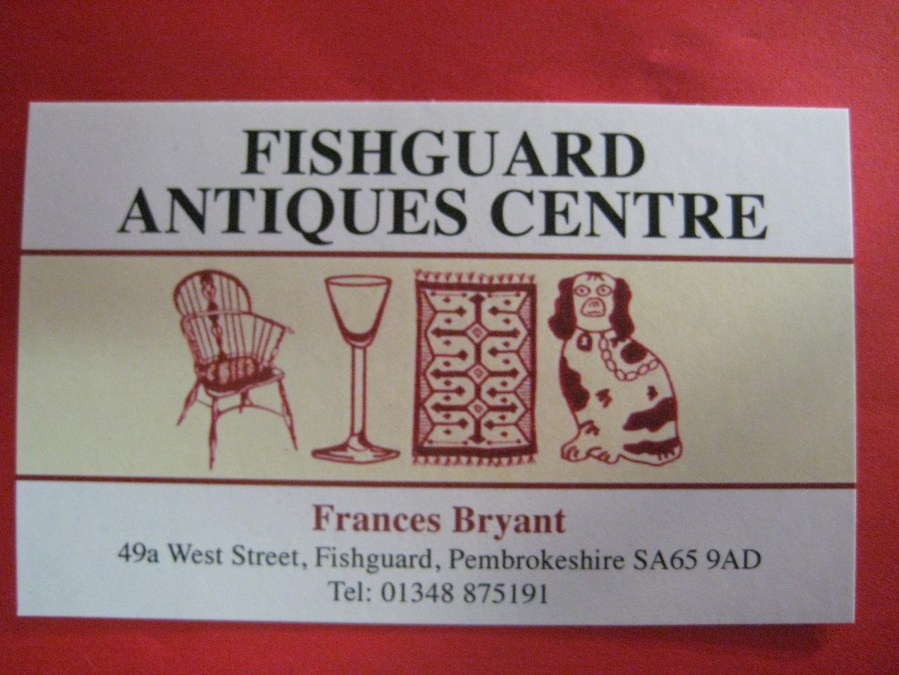 FISHGUARD
ANTIQUES CENTRE
Frances Bryant
49a West Street, Fishguard, Pembrokeshire SA65 9AD
Tel: 01348 875191